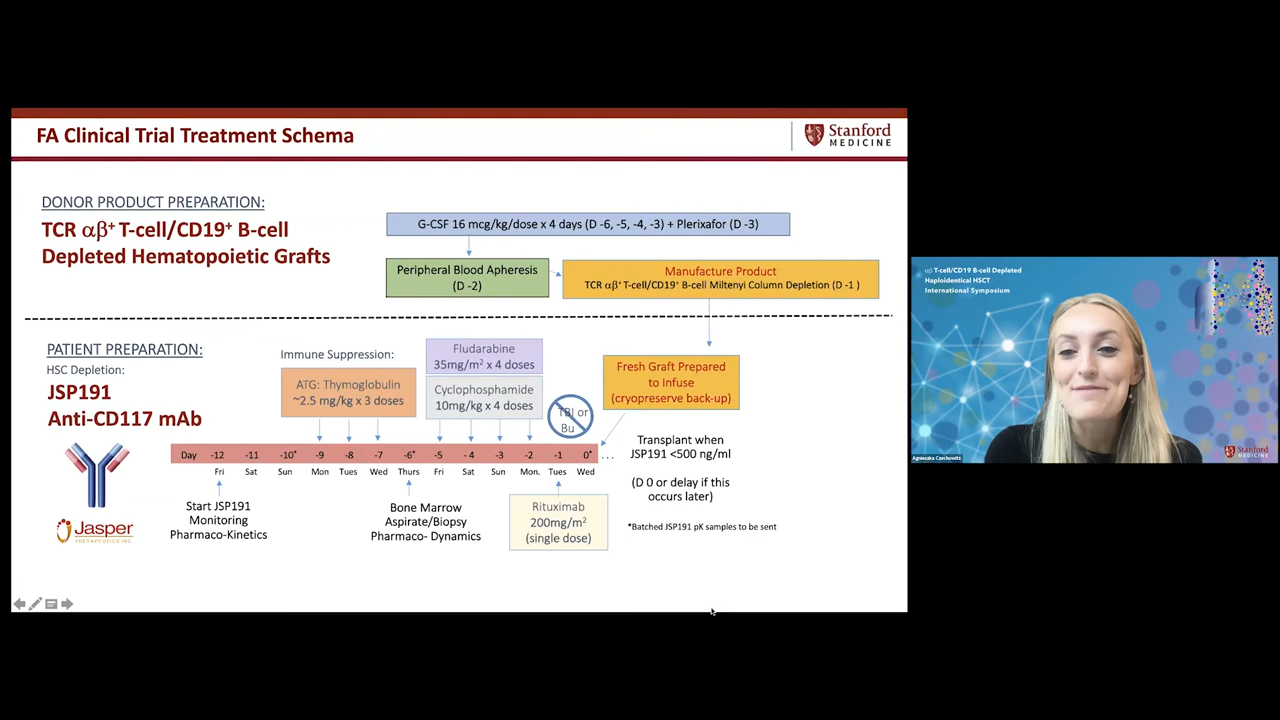 FA Clinical Trial Treatment Schema
Stanford
MEDICINE
DONOR PRODUCT PREPARATION:
TCR αβ⁺ T-cell/CD19⁺ B-cell
Depleted Hematopoietic Grafts
G-CSF 16 mcg/kg/dose x 4 days (D -6, -5, -4, -3) + Plerixafor (D -3)
Peripheral Blood Apheresis
(D -2)
Manufacture Product
TCR αβ⁺ T-cell/CD19⁺ B-cell Miltenyi Column Depletion (D -1 )
PATIENT PREPARATION:
HSC Depletion:
JSP191
Anti-CD117 mAb
Jasper
THERAPEUTICS INC.
Immune Suppression:
ATG: Thymoglobulin
~2.5 mg/kg x 3 doses
Fludarabine
35mg/m² x 4 doses
Cyclophosphamide
10mg/kg x 4 doses
TBI or
Bu
Fresh Graft Prepared
to Infuse
(cryopreserve back-up)
Day -12 -11 -10* -9 -8 -7 -6* -5 -4 -3 -2 -1 0* ...
Fri Sat Sun Mon Tues Wed Thurs Fri Sat Sun Mon. Tues Wed
Start JSP191
Monitoring
Pharmaco-Kinetics
Bone Marrow
Aspirate/Biopsy
Pharmaco- Dynamics
Rituximab
200mg/m²
(single dose)
Transplant when
JSP191 <500 ng/ml
(D 0 or delay if this
occurs later)
*Batched JSP191 pK samples to be sent
αβ T-cell/CD19 B-cell Depleted
Haploidentical HSCT
International Symposium
Agnieszka Czechowicz
Stanford
MEDICINE